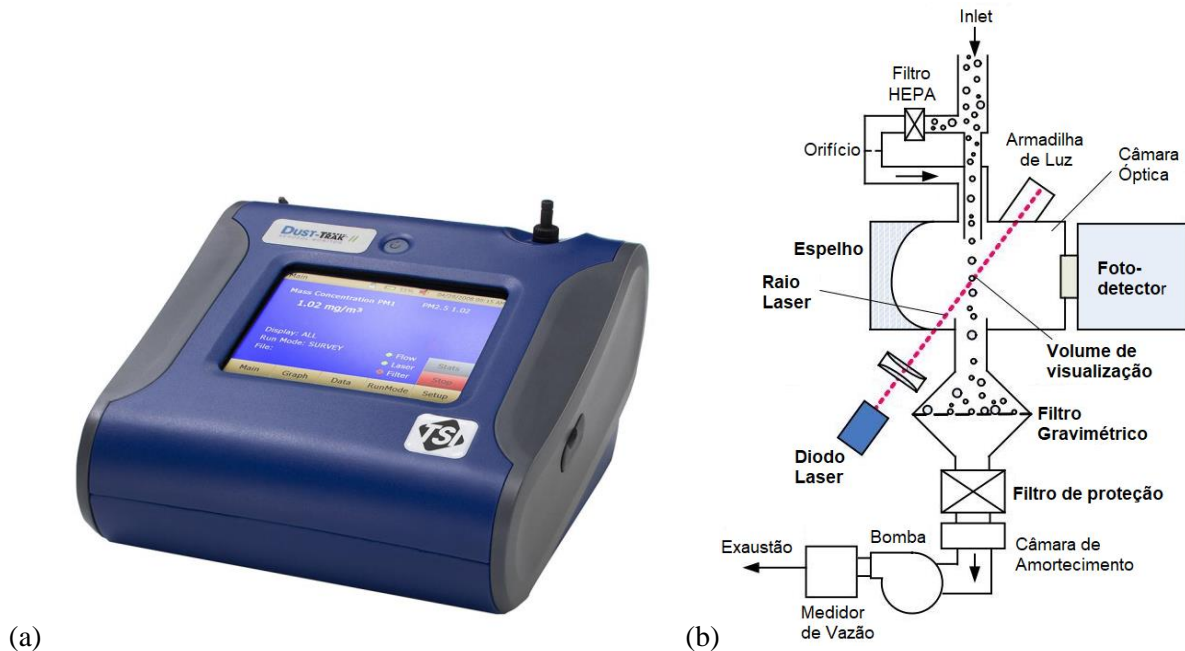 DUST-TRAK II
AEROSOL MONITOR
Main
Mass Concentration PM1
PM2.5 1.02
1.02 mg/m³
Display: ALL
Run Mode: SURVEY
File:
Flow
Laser
Filter
Stats
Stop
Main
Graph
Data
RunMode
Setup
TSI
(a)
Inlet
Filtro
HEPA
Orifício
Armadilha
de Luz
Câmara
Óptica
Espelho
Raio
Laser
Foto-
detector
Volume de
visualização
Filtro
Gravimétrico
Diodo
Laser
Filtro de proteção
Exaustão
Bomba
Câmara de
Amortecimento
Medidor
de Vazão
(b)